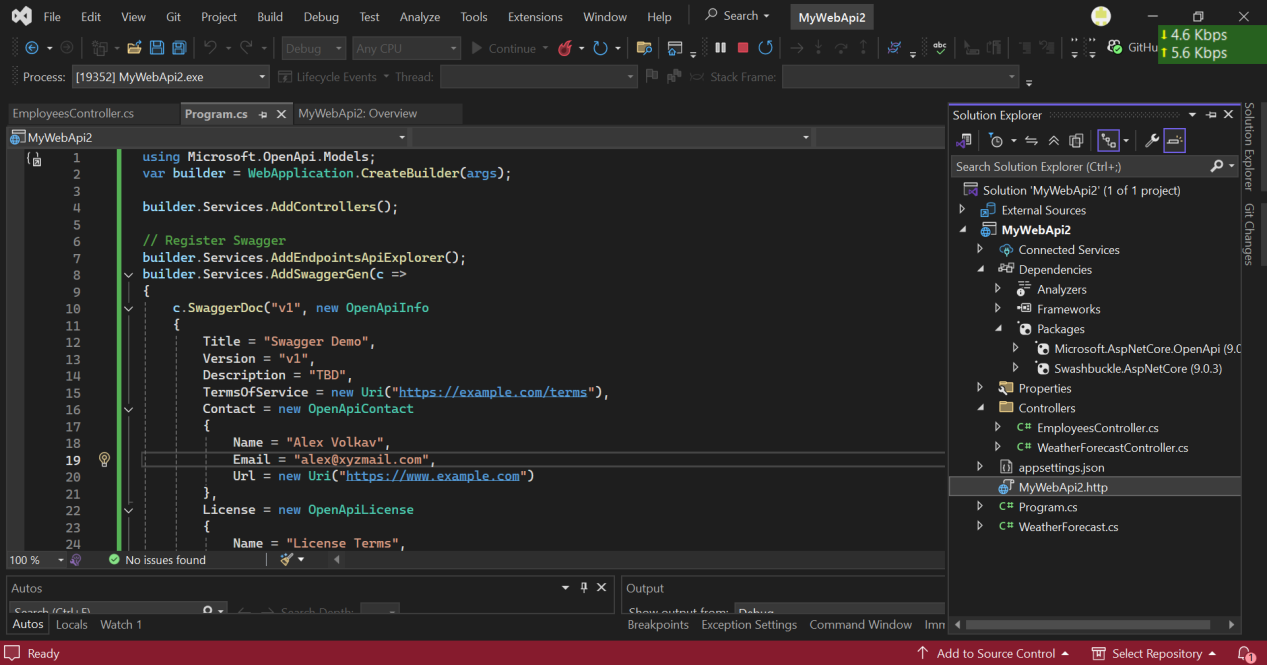 File Edit View Git Project Build Debug Test Analyze Tools Extensions Window Help Search MyWebApi2
Debug Any CPU Continue GitHu
4.6 Kbps
5.6 Kbps
Process: [19352] MyWebApi2.exe Lifecycle Events Thread: Stack Frame:
EmployeesController.cs Program.cs MyWebApi2: Overview
MyWebApi2
1 using Microsoft.OpenApi.Models;
2 var builder = WebApplication.CreateBuilder(args);
3
4 builder.Services.AddControllers();
5
6 // Register Swagger
7 builder.Services.AddEndpointsApiExplorer();
8 builder.Services.AddSwaggerGen(c =>
9 {
10 c.SwaggerDoc("v1", new OpenApiInfo
11 {
12 Title = "Swagger Demo",
13 Version = "v1",
14 Description = "TBD",
15 TermsOfService = new Uri("https://example.com/terms"),
16 Contact = new OpenApiContact
17 {
18 Name = "Alex Volkav",
19 Email = "alex@xyzmail.com",
20 Url = new Uri("https://www.example.com")
21 },
22 License = new OpenApiLicense
23 {
24 Name = "License Terms",
100 % No issues found
Autos
Search (Ctrl+E) Search Depth:
Autos Locals Watch 1
Output
Show output from: Debug
Breakpoints Exception Settings Command Window Imm
Solution Explorer
Search Solution Explorer (Ctrl+;)
Solution 'MyWebApi2' (1 of 1 project)
External Sources
MyWebApi2
Connected Services
Dependencies
Analyzers
Frameworks
Packages
Microsoft.AspNetCore.OpenApi (9.0
Swashbuckle.AspNetCore (9.0.3)
Properties
Controllers
EmployeesController.cs
WeatherForecastController.cs
appsettings.json
MyWebApi2.http
Program.cs
WeatherForecast.cs
Solution Explorer
Git Changes
Ready Add to Source Control Select Repository 1